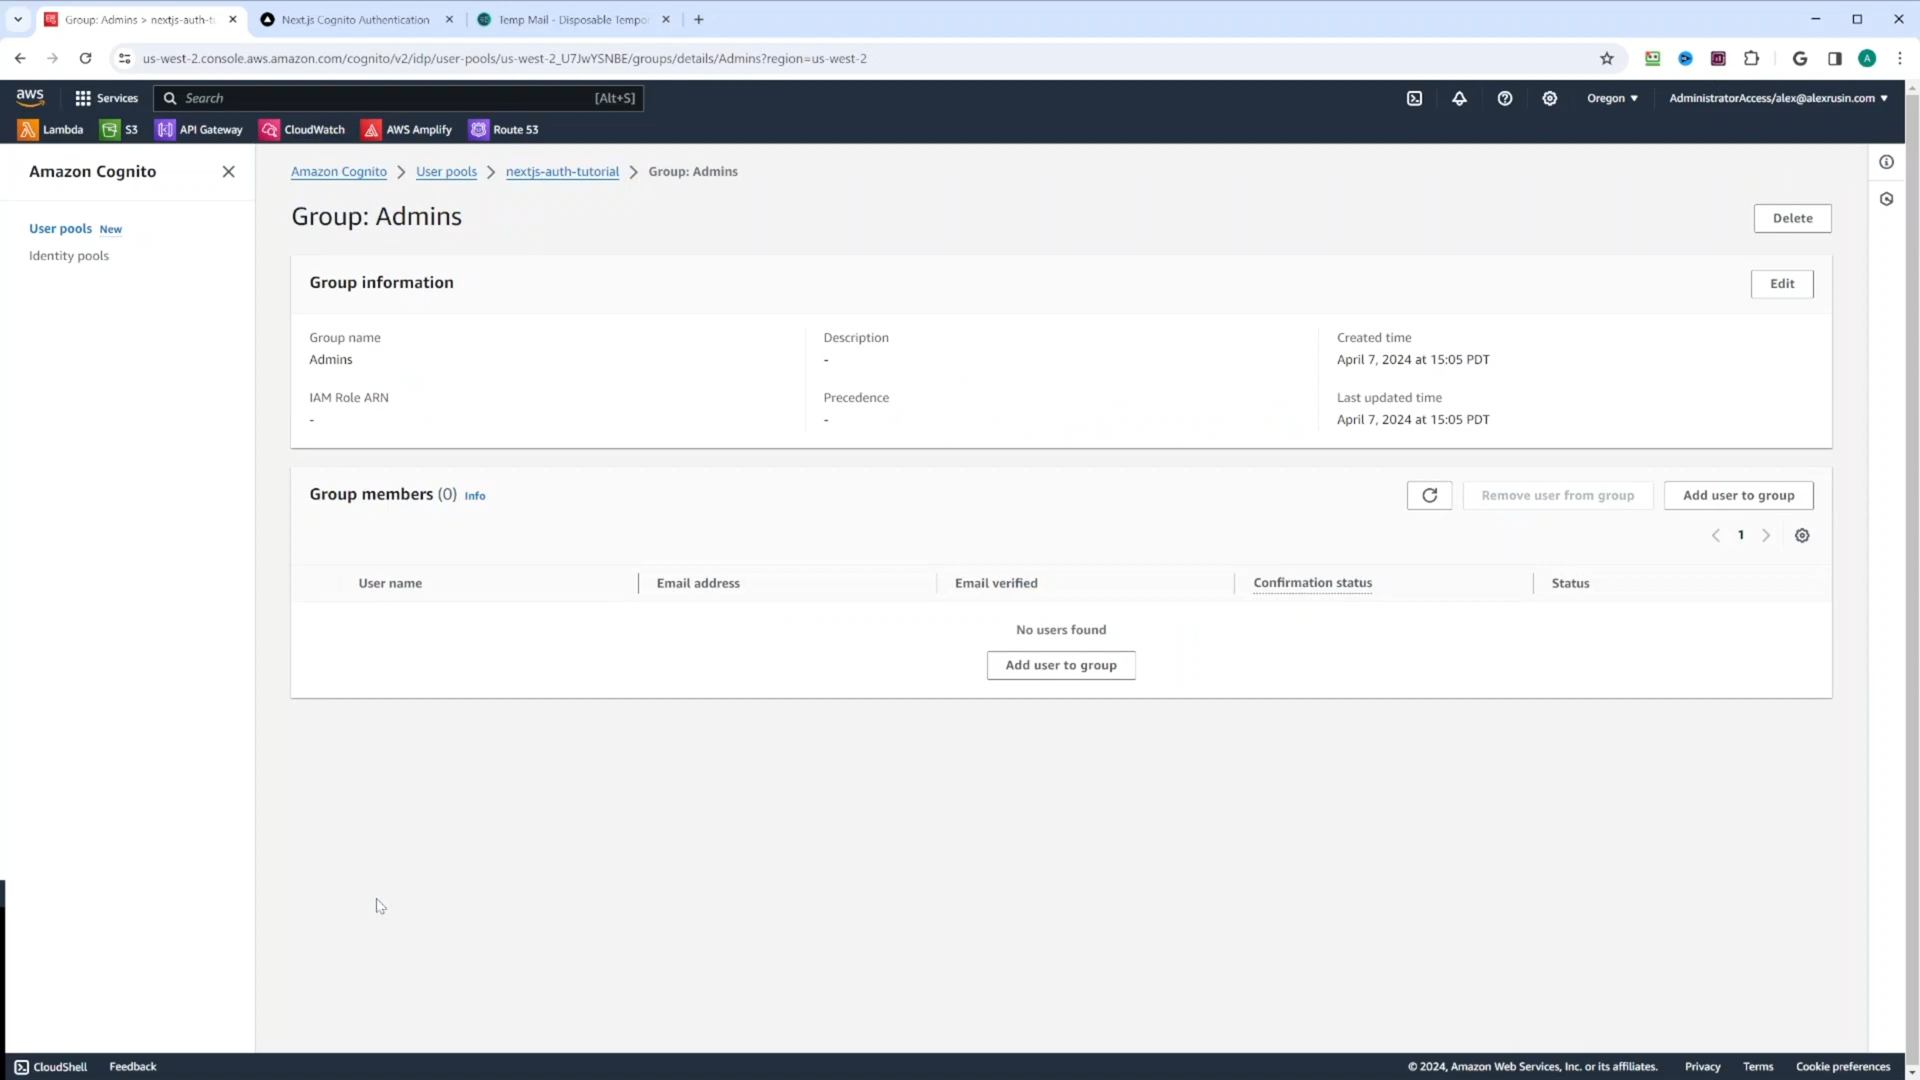 Group: Admins > nextjs-auth-tu
Next.js Cognito Authentication
Temp Mail - Disposable Tempor
us-west-2.console.aws.amazon.com/cognito/v2/idp/user-pools/us-west-2_U7JwYSNBE/groups/details/Admins?region=us-west-2
A
aws
Services
Search
[Alt+S]
Oregon
AdministratorAccess/alex@alexrusin.com
Lambda
S3
API Gateway
CloudWatch
AWS Amplify
Route 53
Amazon Cognito
User pools New
Identity pools
Amazon Cognito
User pools
nextjs-auth-tutorial
Group: Admins
Group: Admins
Delete
Group information
Edit
Group name
Admins
IAM Role ARN
-
Description
-
Precedence
-
Created time
April 7, 2024 at 15:05 PDT
Last updated time
April 7, 2024 at 15:05 PDT
Group members (0) Info
Remove user from group
Add user to group
1
User name
Email address
Email verified
Confirmation status
Status
No users found
Add user to group
CloudShell
Feedback
© 2024, Amazon Web Services, Inc. or its affiliates.
Privacy
Terms
Cookie preferences